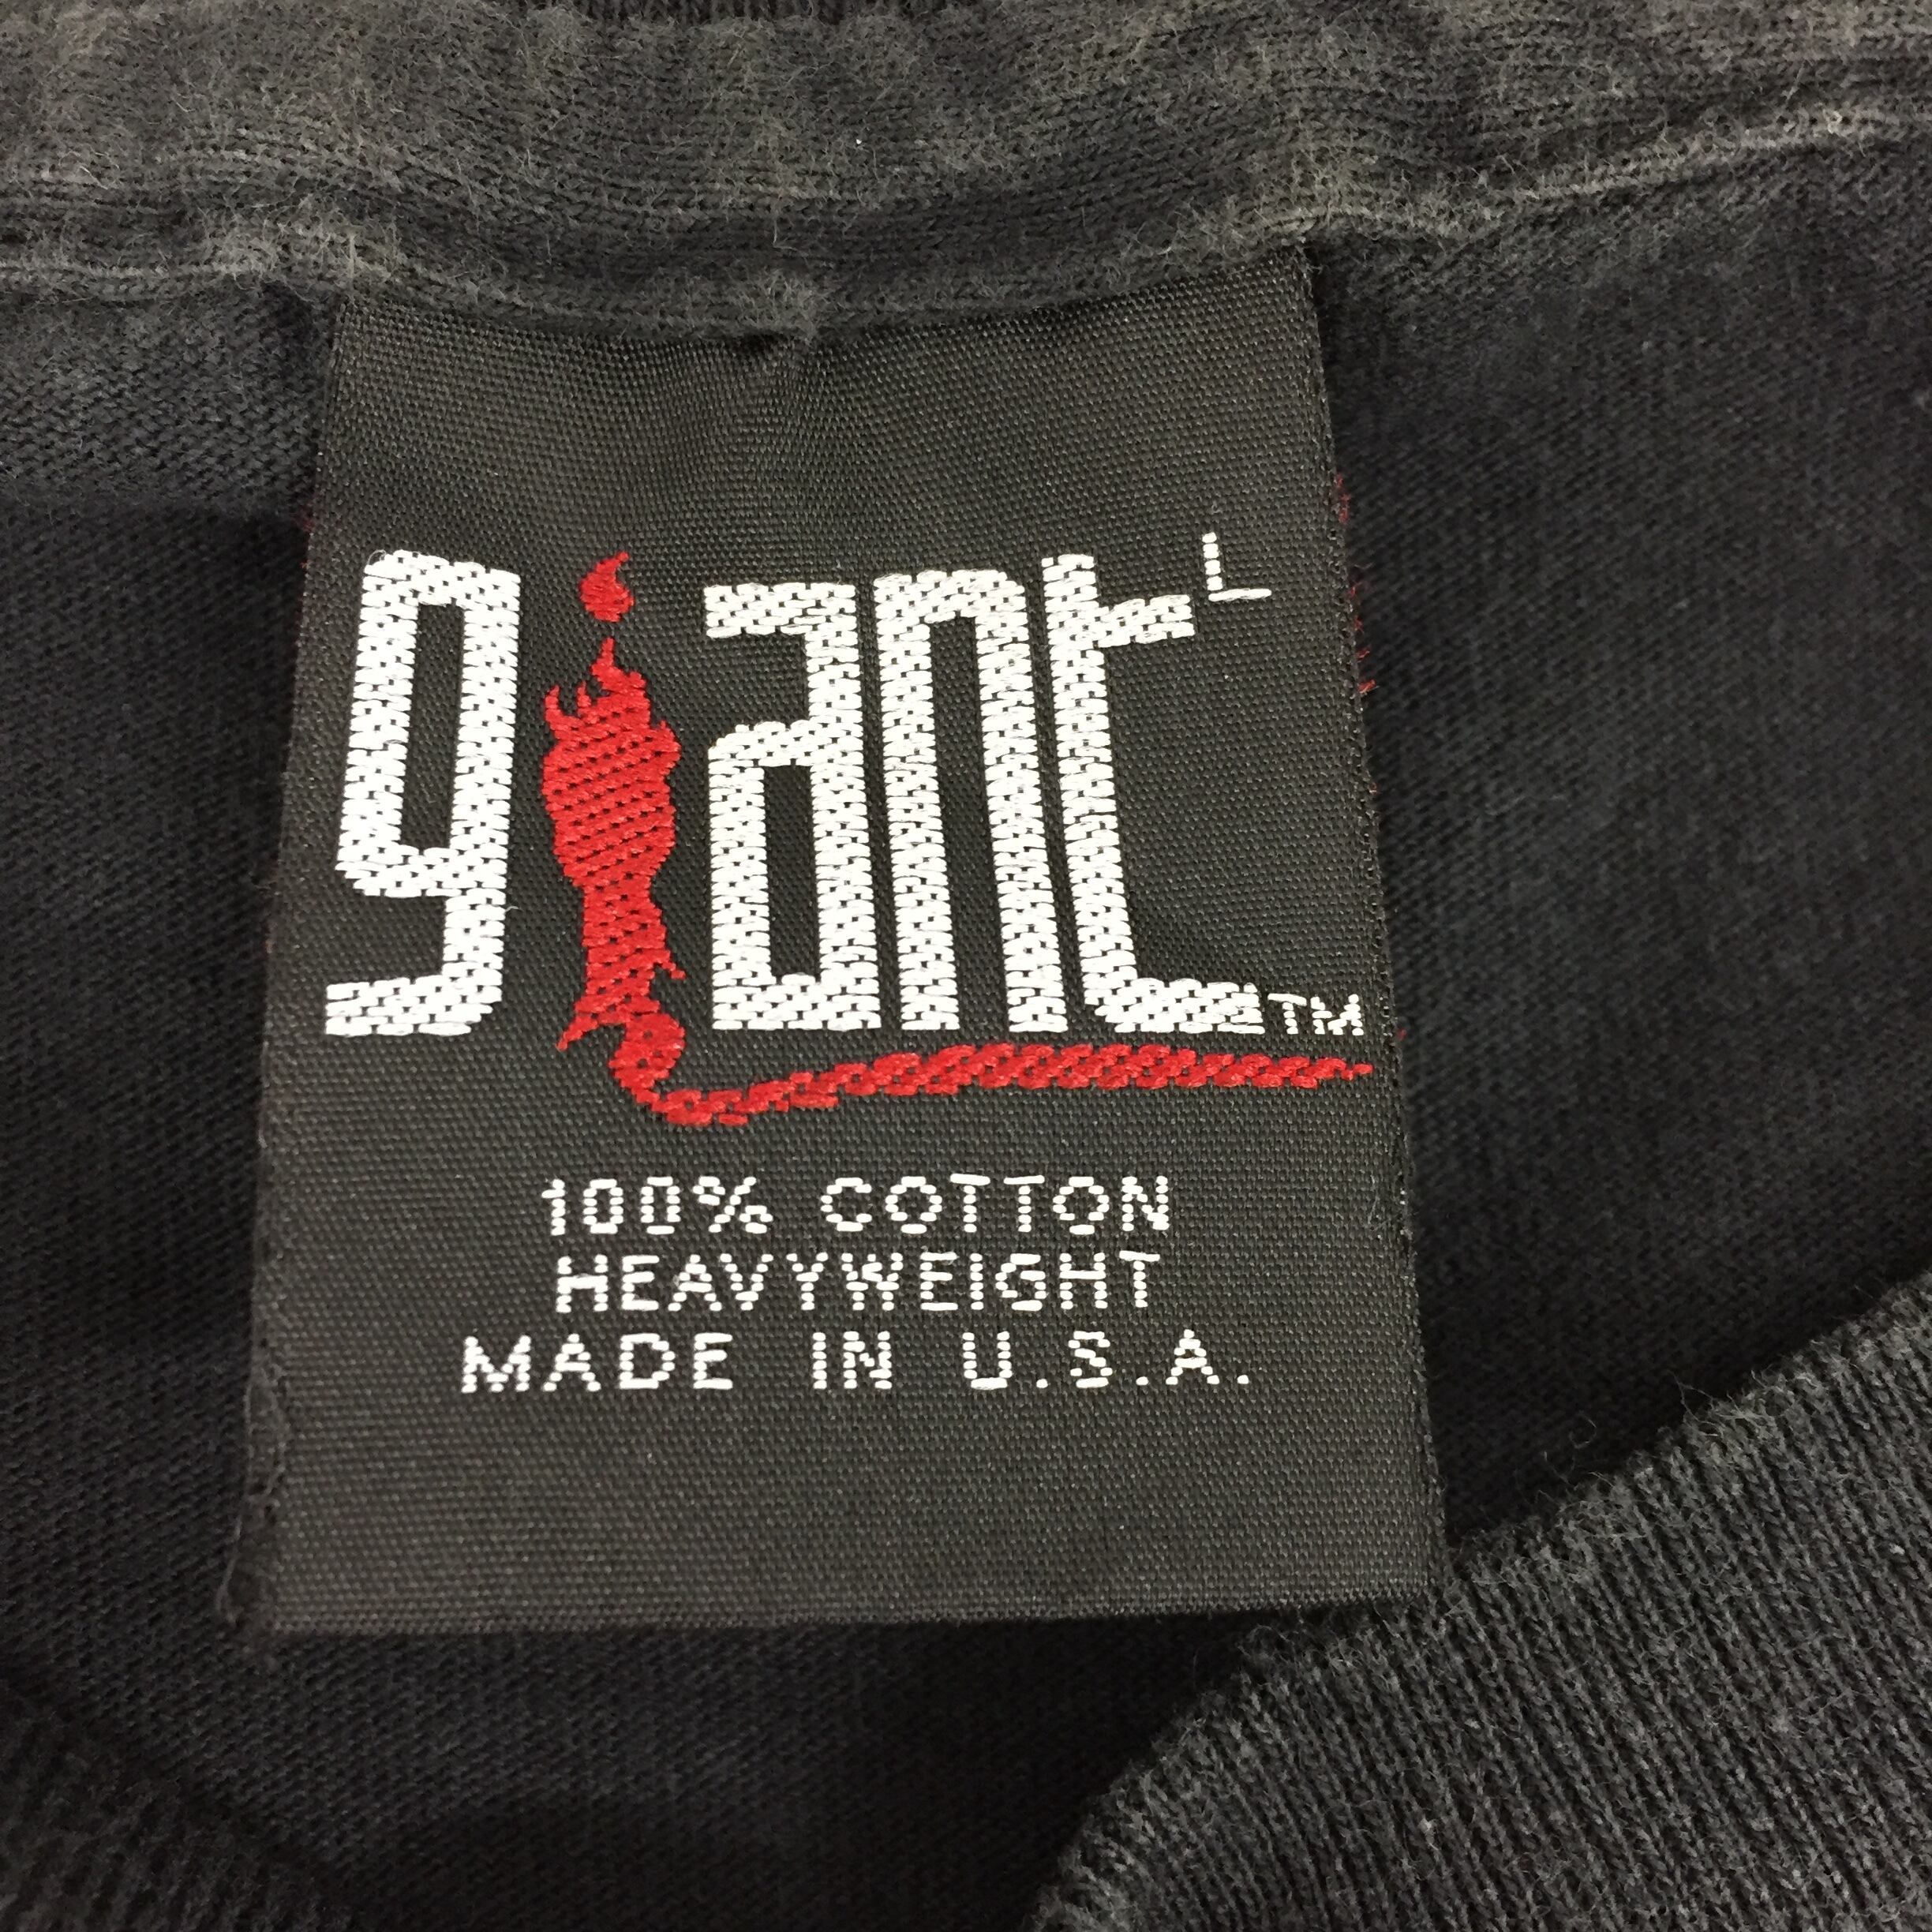 giant L
TM
100% COTTON
HEAVYWEIGHT
MADE IN U.S.A.